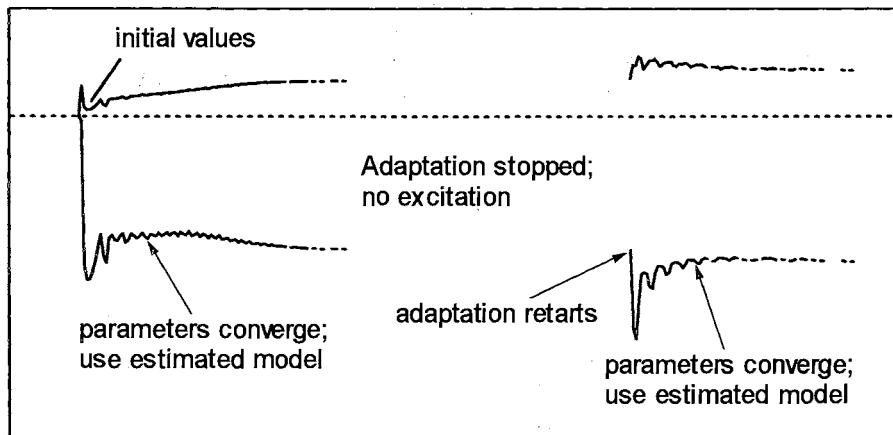 initial values
Adaptation stopped;
no excitation
adaptation retarts
parameters converge;
use estimated model
parameters converge;
use estimated model